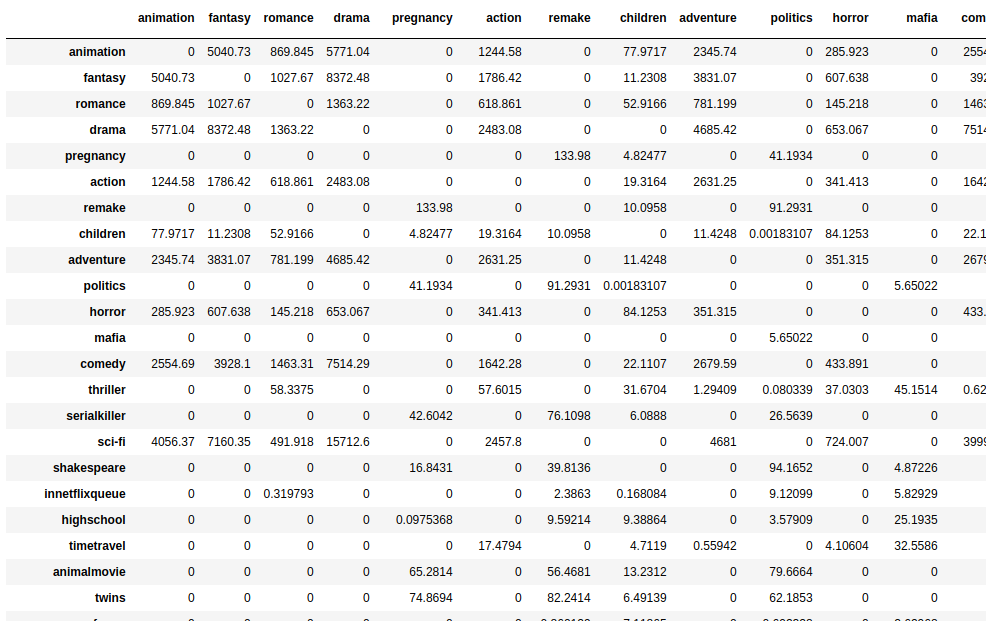 animation fantasy romance drama pregnancy action remake children adventure politics horror mafia com
animation 0 5040.73 869.845 5771.04 0 1244.58 0 77.9717 2345.74 0 285.923 0 2554
fantasy 5040.73 0 1027.67 8372.48 0 1786.42 0 11.2308 3831.07 0 607.638 0 392
romance 869.845 1027.67 0 1363.22 0 618.861 0 52.9166 781.199 0 145.218 0 1463
drama 5771.04 8372.48 1363.22 0 0 2483.08 0 0 4685.42 0 653.067 0 7514
pregnancy 0 0 0 0 0 0 133.98 4.82477 0 41.1934 0 0
action 1244.58 1786.42 618.861 2483.08 0 0 0 19.3164 2631.25 0 341.413 0 1642
remake 0 0 0 0 133.98 0 0 10.0958 0 91.2931 0 0
children 77.9717 11.2308 52.9166 0 4.82477 19.3164 10.0958 0 11.4248 0.00183107 84.1253 0 22.1
adventure 2345.74 3831.07 781.199 4685.42 0 2631.25 0 11.4248 0 0 351.315 0 2679
politics 0 0 0 0 41.1934 0 91.2931 0.00183107 0 0 0 5.65022
horror 285.923 607.638 145.218 653.067 0 341.413 0 84.1253 351.315 0 0 0 433.
mafia 0 0 0 0 0 0 0 0 0 5.65022 0 0
comedy 2554.69 3928.1 1463.31 7514.29 0 1642.28 0 22.1107 2679.59 0 433.891 0
thriller 0 0 58.3375 0 0 57.6015 0 31.6704 1.29409 0.080339 37.0303 45.1514 0.62
serialkiller 0 0 0 0 42.6042 0 76.1098 6.0888 0 26.5639 0 0
sci-fi 4056.37 7160.35 491.918 15712.6 0 2457.8 0 0 4681 0 724.007 0 3999
shakespeare 0 0 0 0 16.8431 0 39.8136 0 0 94.1652 0 4.87226
innetflixqueue 0 0 0.319793 0 0 0 2.3863 0.168084 0 9.12099 0 5.82929
highschool 0 0 0 0 0.0975368 0 9.59214 9.38864 0 3.57909 0 25.1935
timetravel 0 0 0 0 0 17.4794 0 4.7119 0.55942 0 4.10604 32.5586
animalmovie 0 0 0 0 65.2814 0 56.4681 13.2312 0 79.6664 0 0
twins 0 0 0 0 74.8694 0 82.2414 6.49139 0 62.1853 0 0